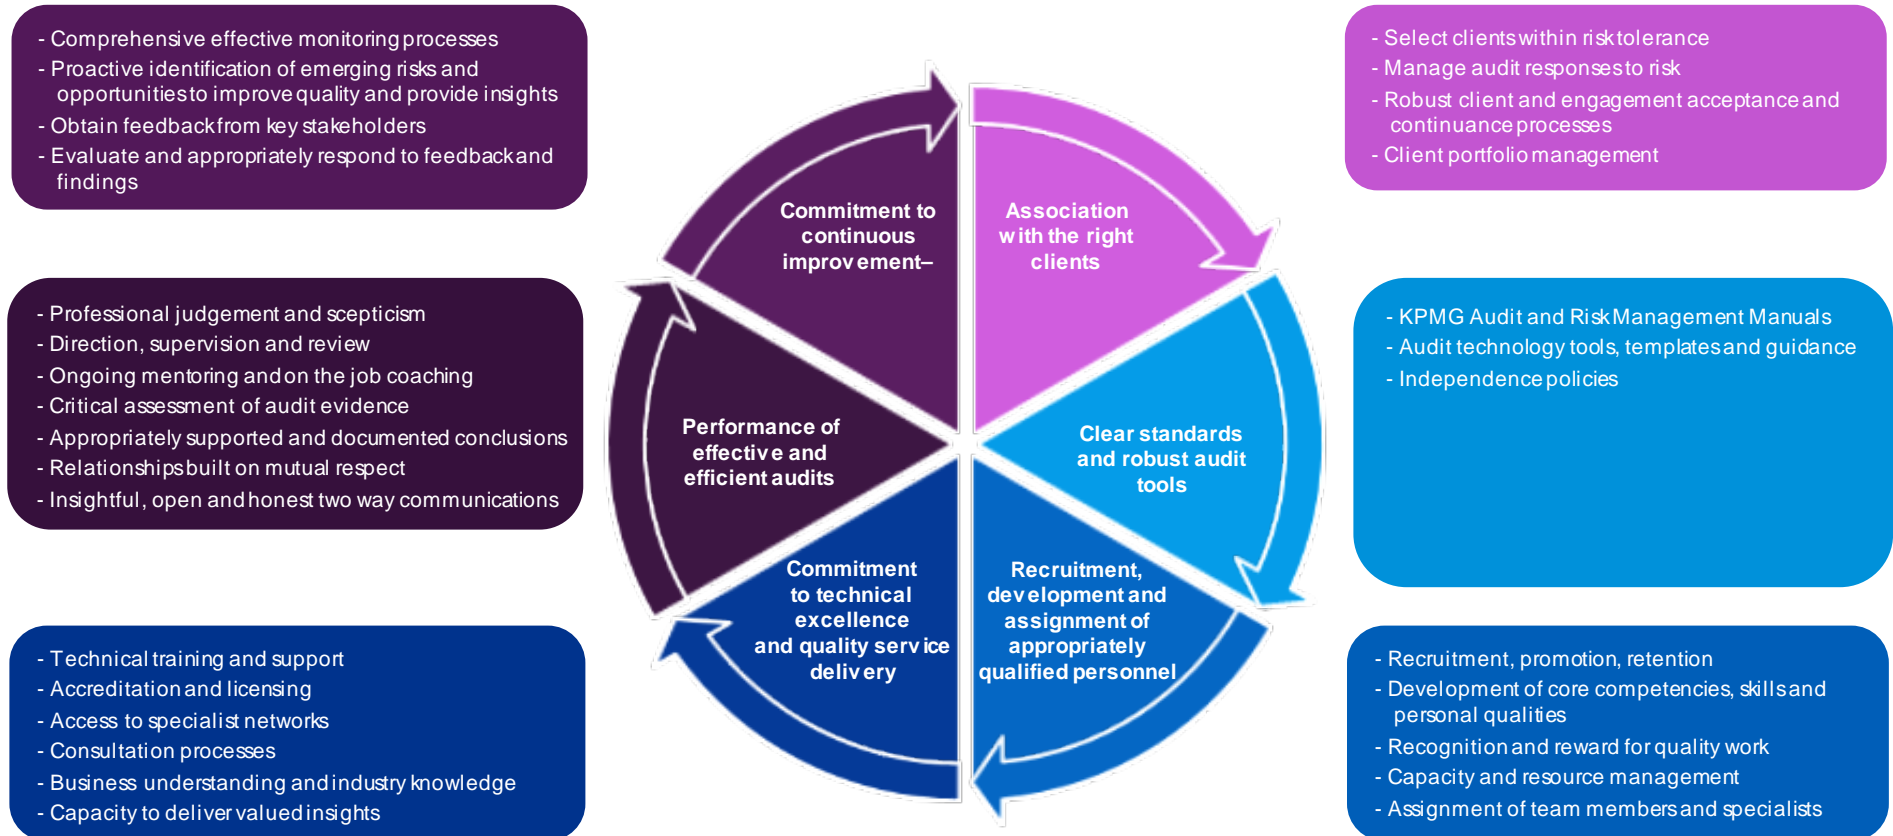 - Comprehensive effective monitoring processes
- Proactive identification of emerging risks and
opportunities to improve quality and provide insights
- Obtain feedback from key stakeholders
- Evaluate and appropriately respond to feedback and
findings
- Select clients within risk tolerance
- Manage audit responses to risk
- Robust client and engagement acceptance and
continuance processes
- Client portfolio management
Commitment to
continuous
improvement–
Association
with the right
clients
- Professional judgement and scepticism
- Direction, supervision and review
- Ongoing mentoring and on the job coaching
- Critical assessment of audit evidence
- Appropriately supported and documented conclusions
- Relationships built on mutual respect
- Insightful, open and honest two way communications
Performance of
effective and
efficient audits
Clear standards
and robust audit
tools
- KPMG Audit and Risk Management Manuals
- Audit technology tools, templates and guidance
- Independence policies
Commitment
to technical
excellence
and quality service
delivery
Recruitment,
development and
assignment of
appropriately
qualified personnel
- Technical training and support
- Accreditation and licensing
- Access to specialist networks
- Consultation processes
- Business understanding and industry knowledge
- Capacity to deliver valued insights
- Recruitment, promotion, retention
- Development of core competencies, skills and
personal qualities
- Recognition and reward for quality work
- Capacity and resource management
- Assignment of team members and specialists